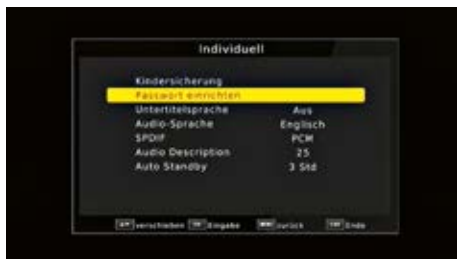 Individuell
Kindersicherung
Passwort einrichten
Untertitelsprache Aus
Audio-Sprache Englisch
SPDIF PCM
Audio Description 25
Auto Standby 3 Std
verschieben Eingabe zurück Ende